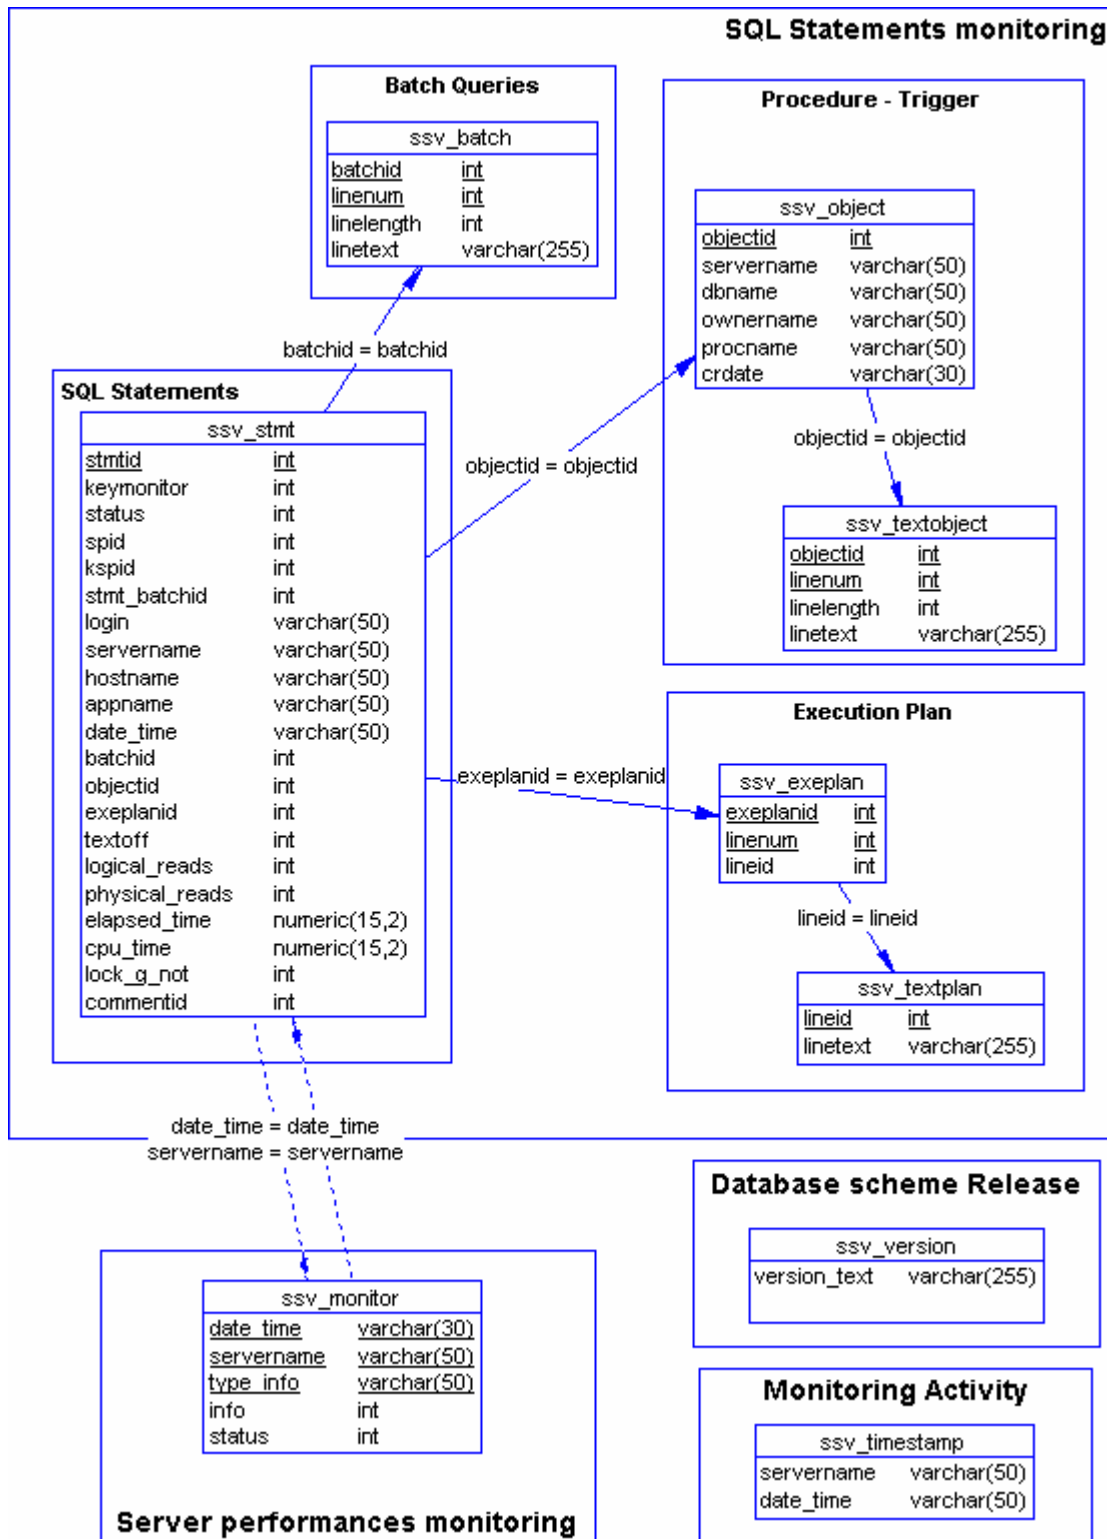 SQL Statements monitoring
Batch Queries
ssv_batch
batchid int
linenum int
linelength int
linetext varchar(255)
batchid = batchid
Procedure - Trigger
ssv_object
objectid int
servername varchar(50)
dbname varchar(50)
ownername varchar(50)
procname varchar(50)
crdate varchar(30)
objectid = objectid
ssv_textobject
objectid int
linenum int
linelength int
linetext varchar(255)
SQL Statements
ssv_stmt
stmtid int
keymonitor int
status int
spid int
kspid int
stmt_batchid int
login varchar(50)
servername varchar(50)
hostname varchar(50)
appname varchar(50)
date_time varchar(50)
batchid int
objectid int
exeplanid int
textoff int
logical_reads int
physical_reads int
elapsed_time numeric(15,2)
cpu_time numeric(15,2)
lock_g_not int
commentid int
objectid = objectid
exeplanid = exeplanid
Execution Plan
ssv_exeplan
exeplanid int
linenum int
lineid int
lineid = lineid
ssv_textplan
lineid int
linetext varchar(255)
date_time = date_time
servername = servername
ssv_monitor
date_time varchar(30)
servername varchar(50)
type_info varchar(50)
info int
status int
Server performances monitoring
Database scheme Release
ssv_version
version_text varchar(255)
Monitoring Activity
ssv_timestamp
servername varchar(50)
date_time varchar(50)